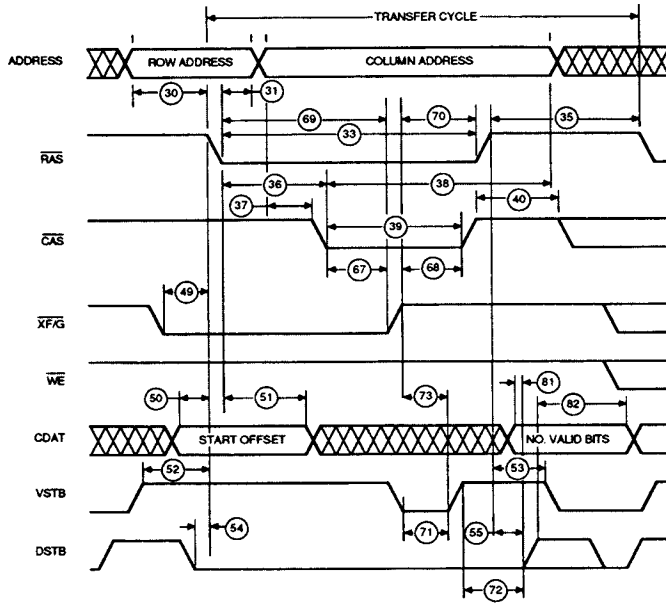 TRANSFER CYCLE
ADDRESS
ROW ADDRESS
COLUMN ADDRESS
30
31
69
70
35
33
RAS
36
38
37
40
CAS
39
67
68
49
XF/G
WE
81
50
51
73
82
CDAT
START OFFSET
NO. VALID BITS
52
53
VSTB
54
71
55
DSTB
72